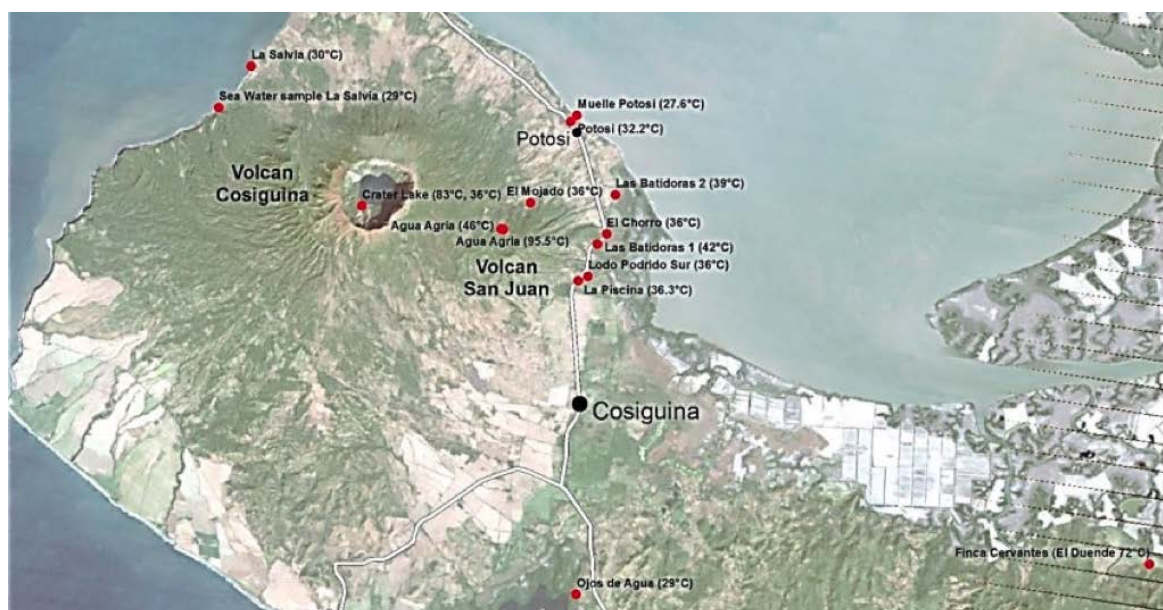 La Salvia (30°C)
Sea Water sample La Salvia (29°C)
Muelle Potosi (27.6°C)
Potosi (32.2°C)
Potosi
Volcan
Cosiguina
Crater Lake (83°C, 36°C)
El Mojado (36°C)
Las Batidoras 2 (39°C)
Agua Agria (46°C)
El Chorro (36°C)
Agua Agria (95.5°C)
Las Batidoras 1 (42°C)
Volcan
San Juan
Lodo Podrido Sur (36°C)
La Piscina (36.3°C)
Cosiguina
Finca Cervantes (El Duende 72°C)
Ojos de Agua (29°C)